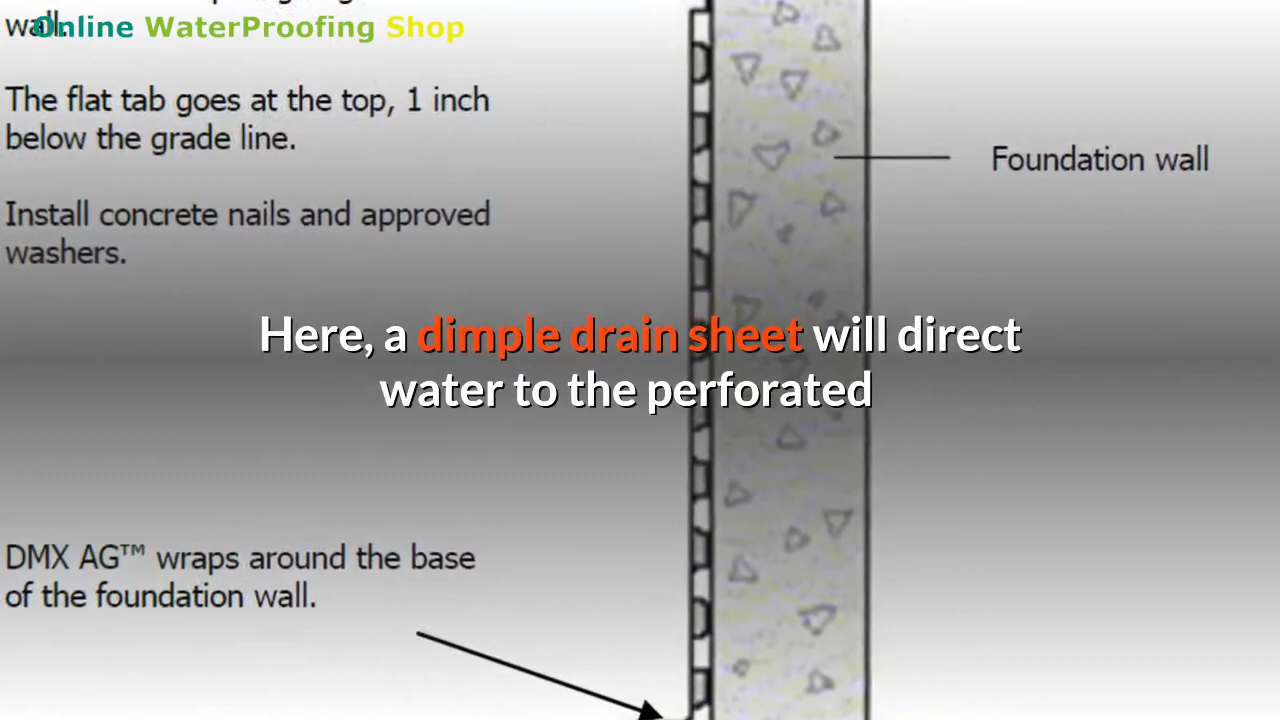 wall.
Online WaterProofing Shop
The flat tab goes at the top, 1 inch
below the grade line.
Foundation wall
Install concrete nails and approved
washers.
Here, a dimple drain sheet will direct
water to the perforated
DMX AG™ wraps around the base
of the foundation wall.